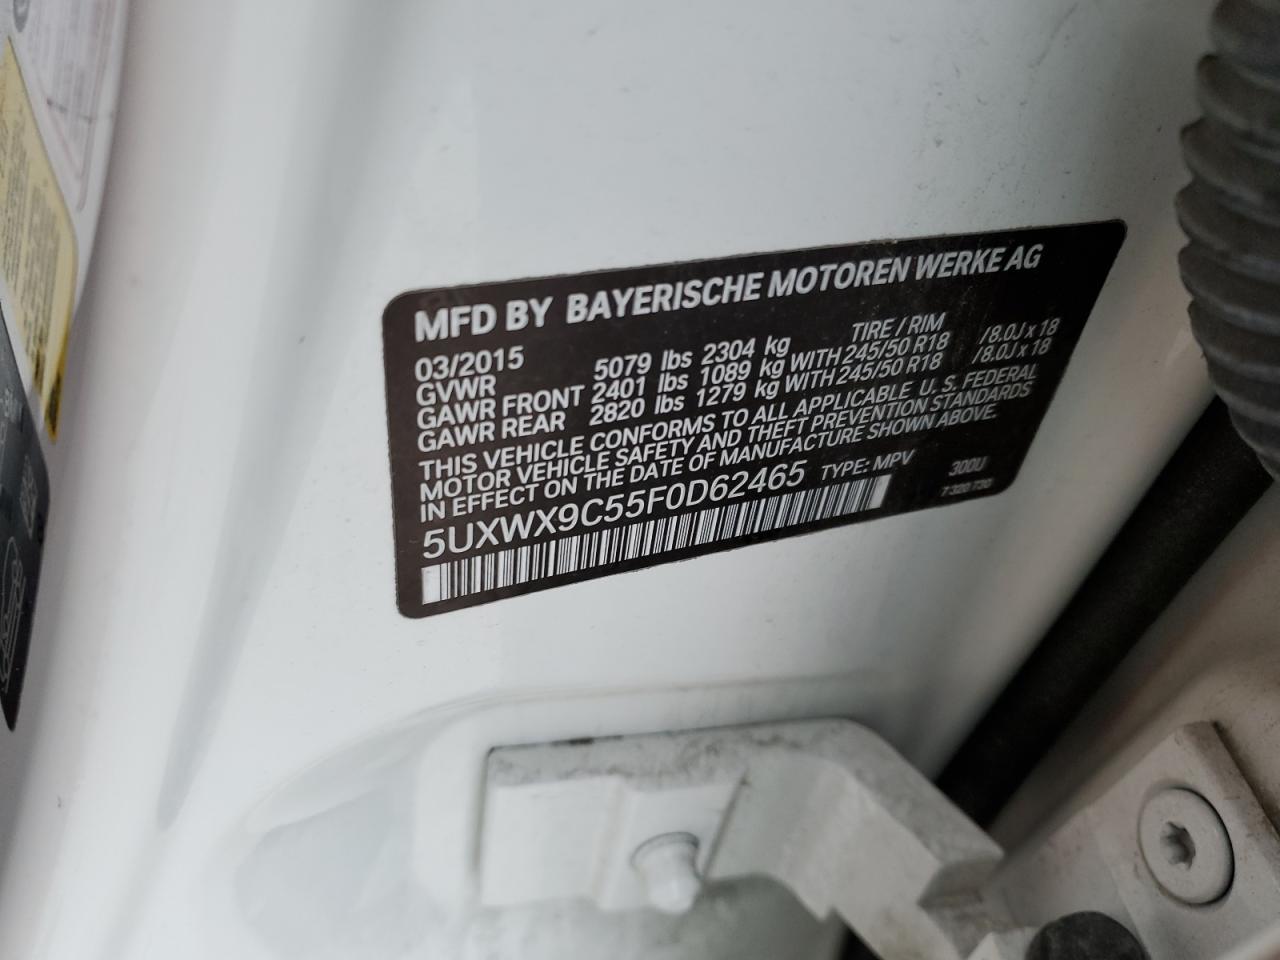 MFD BY BAYERISCHE MOTOREN WERKE AG
03/2015 TIRE / RIM
GVWR 5079 lbs 2304 kg
GAWR FRONT 2401 lbs 1089 kg WITH 245/50 R18 /8.0J x 18
GAWR REAR 2820 lbs 1279 kg WITH 245/50 R18 /8.0J x 18
THIS VEHICLE CONFORMS TO ALL APPLICABLE U. S. FEDERAL
MOTOR VEHICLE SAFETY AND THEFT PREVENTION STANDARDS
IN EFFECT ON THE DATE OF MANUFACTURE SHOWN ABOVE.
5UXWX9C55F0D62465 TYPE: MPV 300U
7 320 730